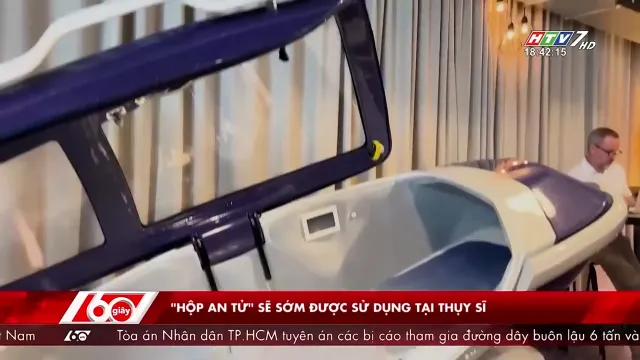 HTV7 HD
18:42:15
60 giây
"HỘP AN TỬ" SẼ SỚM ĐƯỢC SỬ DỤNG TẠI THỤY SĨ
t Nam 60 giây Tòa án Nhân dân TP.HCM tuyên án các bị cáo tham gia đường dây buôn lậu 6 tấn và